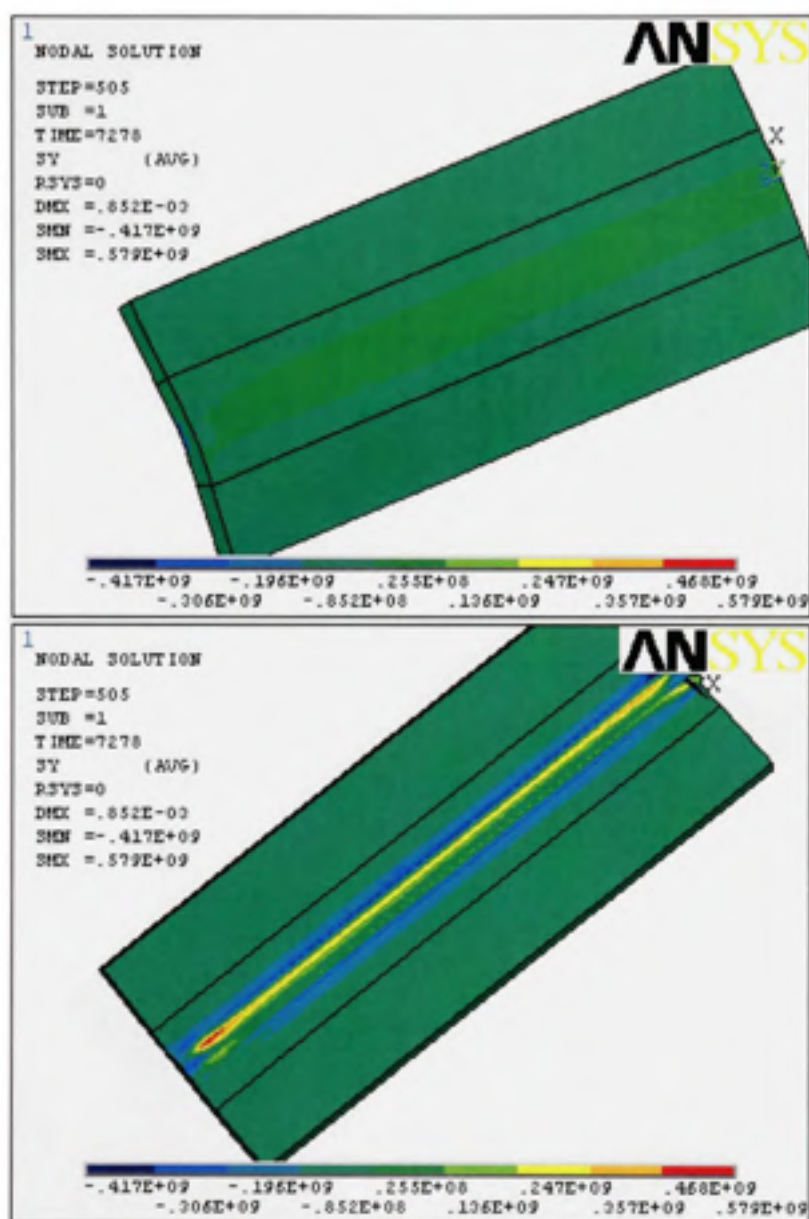 1
NODAL SOLUTION
ANSYS
STEP=505
SUB =1
TIME=7278
SY (AVG)
RSYS=0
DMX =.852E-03
SMN =-.417E+09
SMX =.579E+09
X
Y
-.417E+09 -.196E+09 .255E+08 .247E+09 .468E+09
-.306E+09 -.852E+08 .136E+09 .357E+09 .579E+09
1
NODAL SOLUTION
ANSYS
STEP=505
SUB =1
TIME=7278
SY (AVG)
RSYS=0
DMX =.852E-03
SMN =-.417E+09
SMX =.579E+09
X
-.417E+09 -.196E+09 .255E+08 .247E+09 .468E+09
-.306E+09 -.852E+08 .136E+09 .357E+09 .579E+09